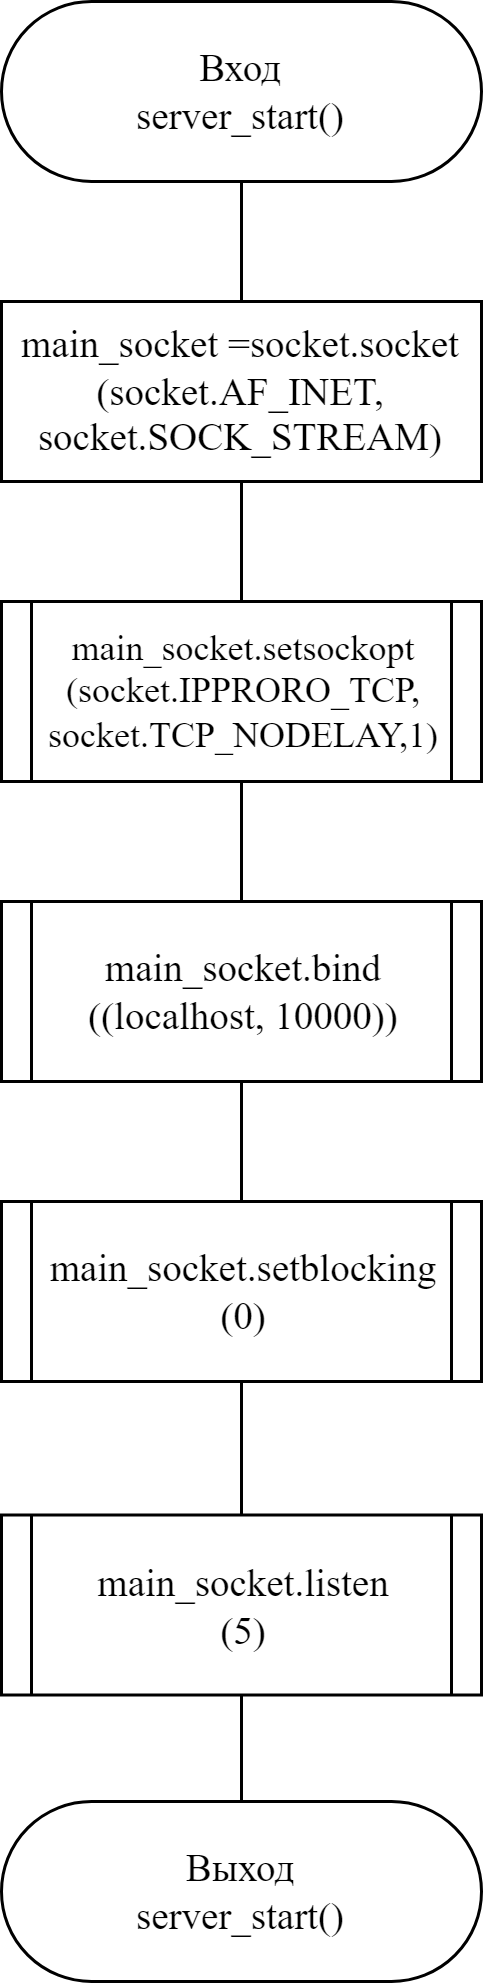 Вход
server_start()
main_socket =socket.socket
(socket.AF_INET,
socket.SOCK_STREAM)
main_socket.setsockopt
(socket.IPPRORO_TCP,
socket.TCP_NODELAY,1)
main_socket.bind
((localhost, 10000))
main_socket.setblocking
(0)
main_socket.listen
(5)
Выход
server_start()